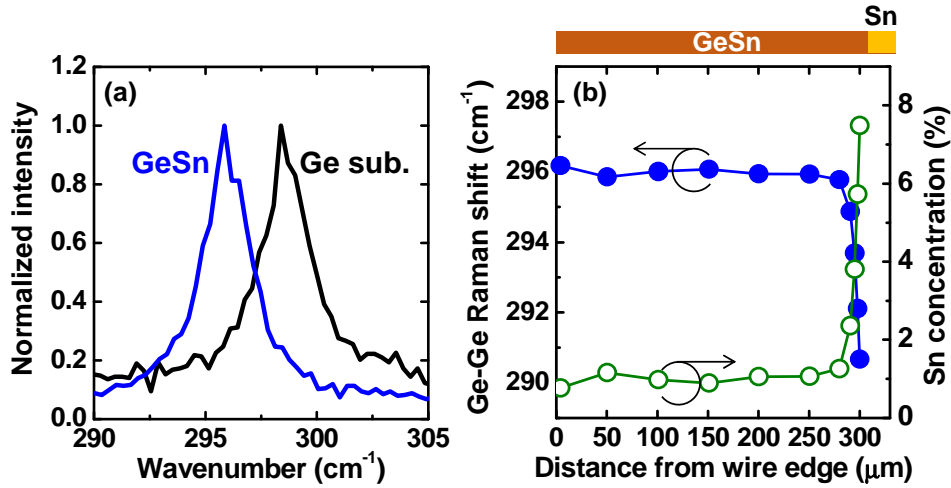 Sn
GeSn
(a)
GeSn
Ge sub.
Normalized intensity
1.2
1.0
0.8
0.6
0.4
0.2
0.0
290 295 300 305
Wavenumber (cm⁻¹)
(b)
Ge-Ge Raman shift (cm⁻¹)
298
296
294
292
290
8
6
4
2
0
Sn concentration (%)
0 50 100 150 200 250 300
Distance from wire edge (μm)